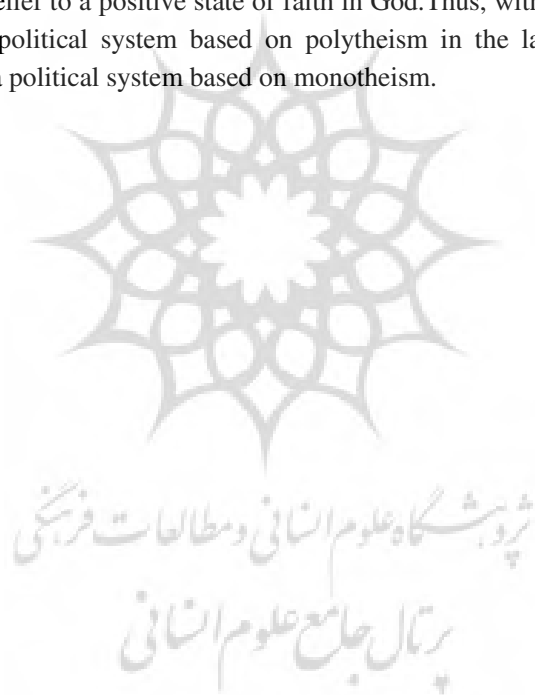 elief to a positive state of faith in God.Thus, with
political system based on polytheism in the la
a political system based on monotheism.
پژوهشگاه علوم انسانی و مطالعات فرهنگی
پرتال جامع علوم انسانی